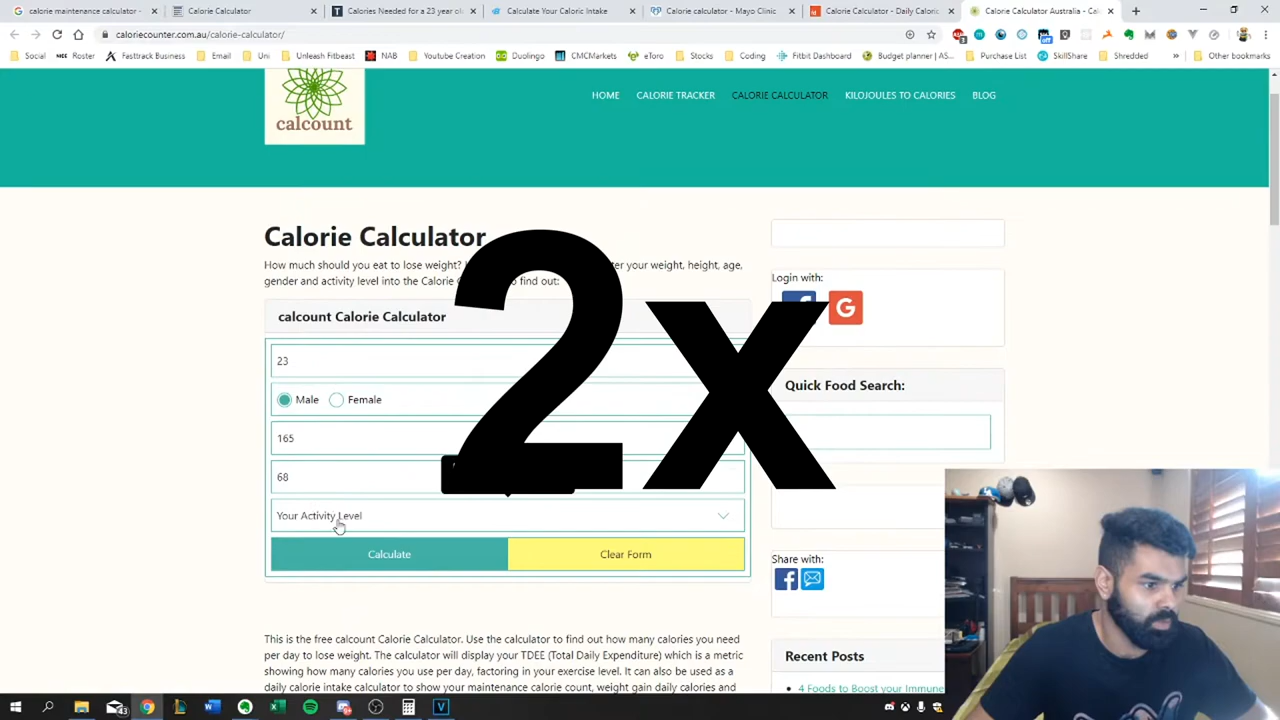 calorie maintenance calculator -
Calorie Calculator
Calories Needed for a 23 year ol
Calculate Your Caloric Intake
Calorie calculator - Mayo Clinic
Calorie Calculator - Daily Caloric
Calorie Calculator Australia - Ca
caloriecounter.com.au/calorie-calculator/
Social
Roster
Fasttrack Business
Email
Uni
Unleash Fitbeast
NAB
Youtube Creation
Duolingo
CMCMarkets
eToro
Stocks
Coding
Fitbit Dashboard
Budget planner | AS...
Purchase List
SkillShare
Shredded
»
Other bookmarks
calcount
HOME
CALORIE TRACKER
CALORIE CALCULATOR
KILOJOULES TO CALORIES
BLOG
Calorie Calculator
How much should you eat to lose weight?
ter your weight, height, age,
gender and activity level into the Calorie
to find out:
2x
calcount Calorie Calculator
23
Male
Female
165
68
Your Activity Level
Calculate
Clear Form
This is the free calcount Calorie Calculator. Use the calculator to find out how many calories you need
per day to lose weight. The calculator will display your TDEE (Total Daily Expenditure) which is a metric
showing how many calories you use per day, factoring in your exercise level. It can also be used as a
daily calorie intake calculator to show your maintenance calorie count, weight gain daily calories and
Login with:
Quick Food Search:
Share with:
Recent Posts
4 Foods to Boost your Immune
43